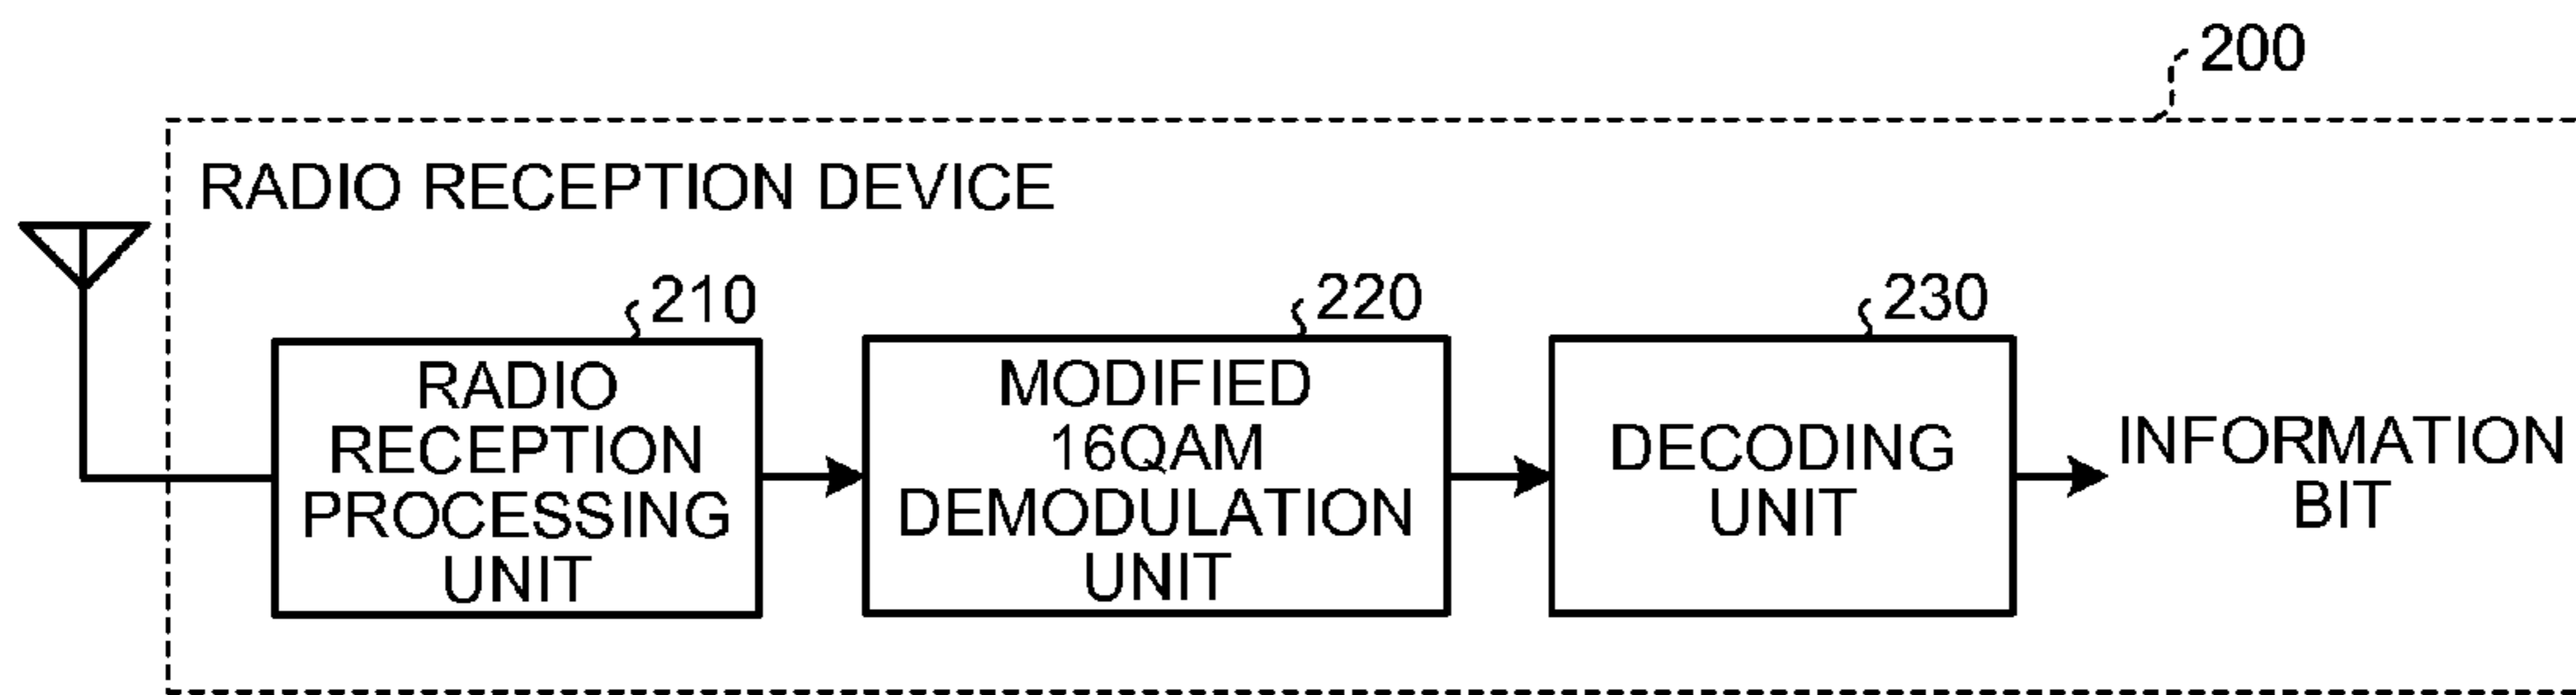 200
RADIO RECEPTION DEVICE
210
RADIO
RECEPTION
PROCESSING
UNIT
220
MODIFIED
16QAM
DEMODULATION
UNIT
230
DECODING
UNIT
INFORMATION
BIT